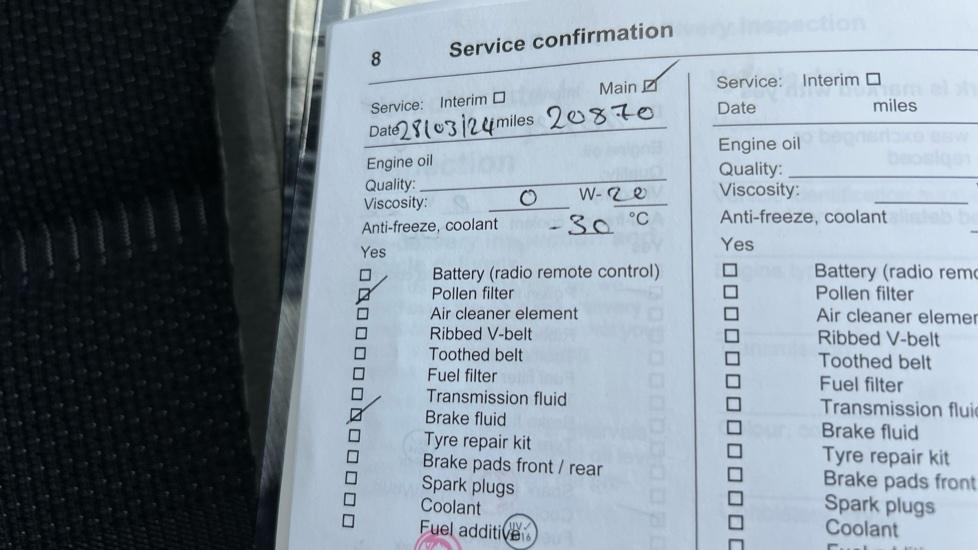 8 Service confirmation
Service: Interim ☐ Main ☑
Date 28/03/24 miles 20870
Engine oil
Quality:
Viscosity: 0 W-20
Anti-freeze, coolant -30 °C
Yes
☐ Battery (radio remote control)
☑ Pollen filter
☐ Air cleaner element
☐ Ribbed V-belt
☐ Toothed belt
☐ Fuel filter
☐ Transmission fluid
☑ Brake fluid
☐ Tyre repair kit
☐ Brake pads front / rear
☐ Spark plugs
☐ Coolant
☐ Fuel additive
Service: Interim ☐
Date miles
Engine oil
Quality:
Viscosity:
Anti-freeze, coolant
Yes
☐ Battery (radio remo
☐ Pollen filter
☐ Air cleaner elemen
☐ Ribbed V-belt
☐ Toothed belt
☐ Fuel filter
☐ Transmission fluid
☐ Brake fluid
☐ Tyre repair kit
☐ Brake pads front
☐ Spark plugs
☐ Coolant